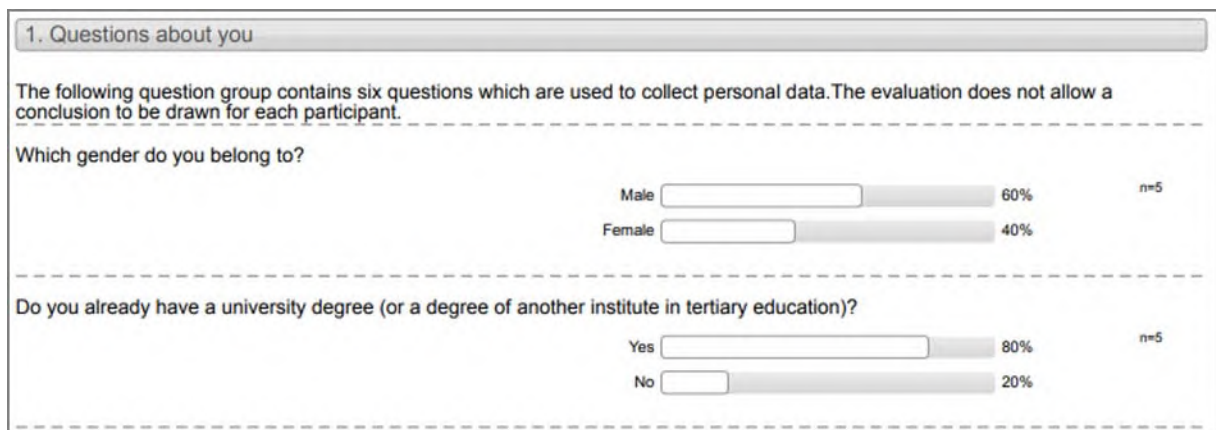 1. Questions about you
The following question group contains six questions which are used to collect personal data.The evaluation does not allow a
conclusion to be drawn for each participant.
Which gender do you belong to?
Male 60% n=5
Female 40%
Do you already have a university degree (or a degree of another institute in tertiary education)?
Yes 80% n=5
No 20%